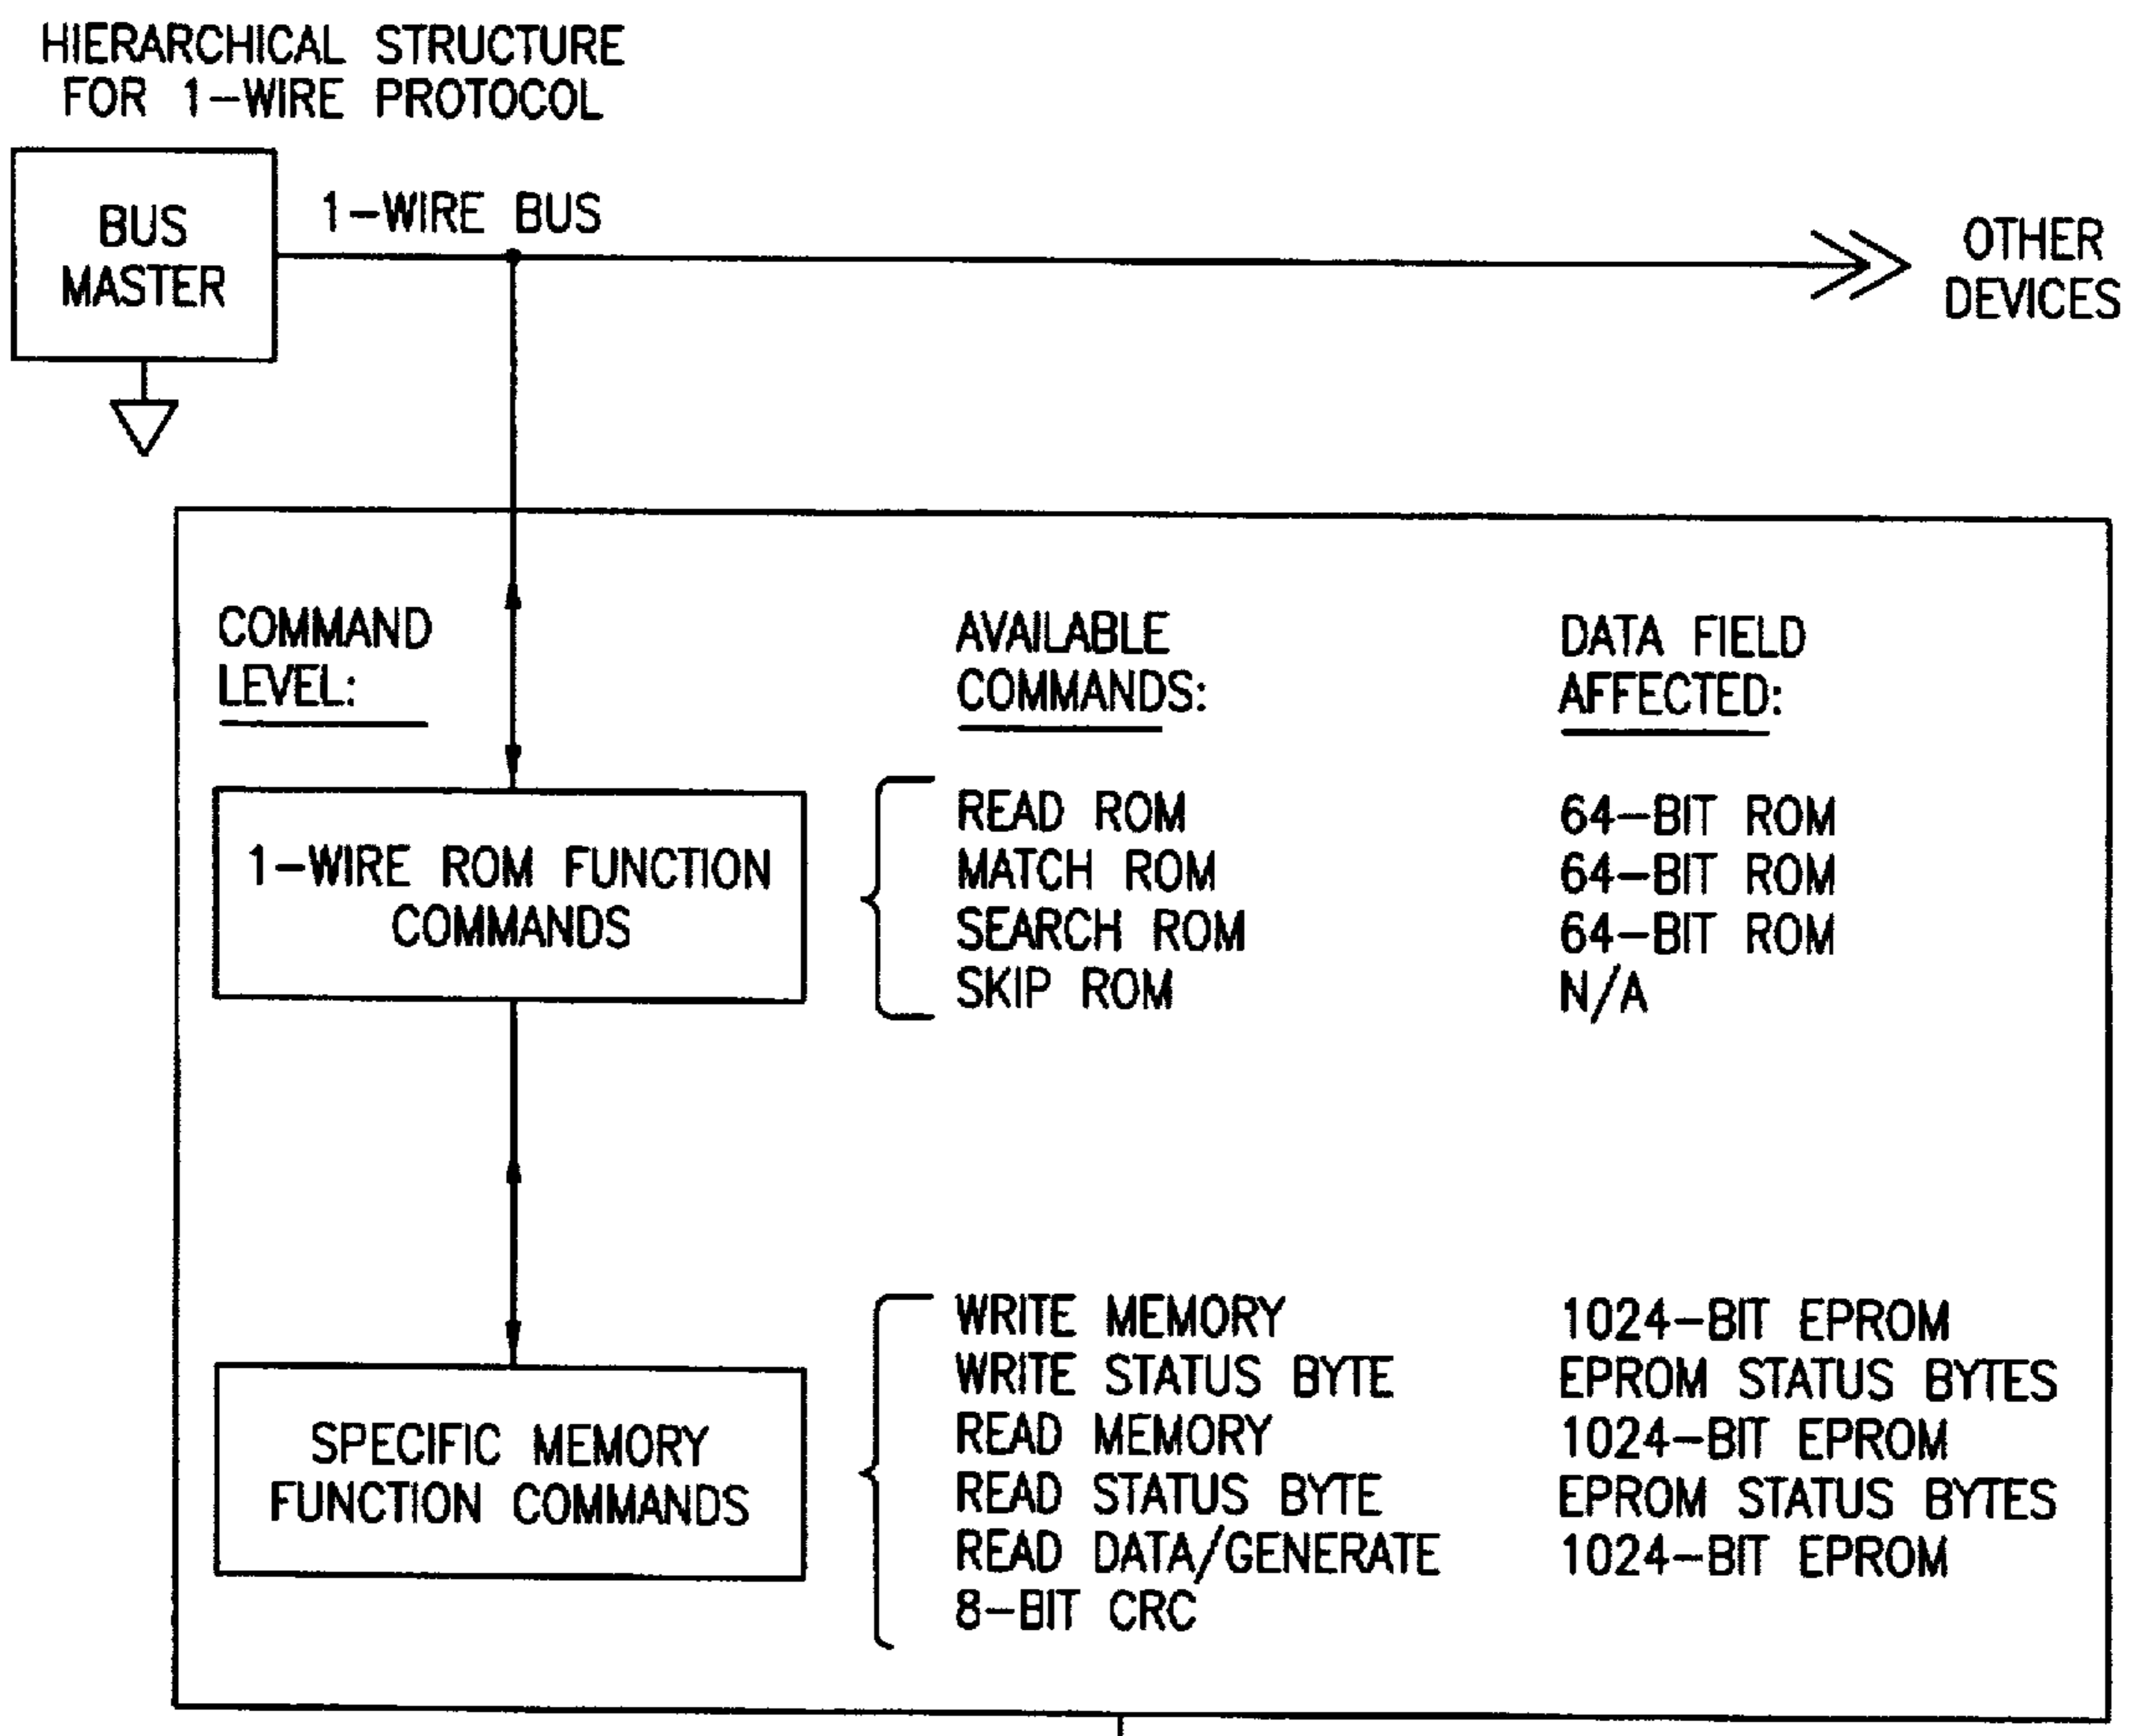 HIERARCHICAL STRUCTURE
FOR 1-WIRE PROTOCOL
BUS
MASTER
1-WIRE BUS
OTHER
DEVICES
COMMAND
LEVEL:
AVAILABLE
COMMANDS:
DATA FIELD
AFFECTED:
1-WIRE ROM FUNCTION
COMMANDS
READ ROM 64-BIT ROM
MATCH ROM 64-BIT ROM
SEARCH ROM 64-BIT ROM
SKIP ROM N/A
SPECIFIC MEMORY
FUNCTION COMMANDS
WRITE MEMORY 1024-BIT EPROM
WRITE STATUS BYTE EPROM STATUS BYTES
READ MEMORY 1024-BIT EPROM
READ STATUS BYTE EPROM STATUS BYTES
READ DATA/GENERATE 1024-BIT EPROM
8-BIT CRC